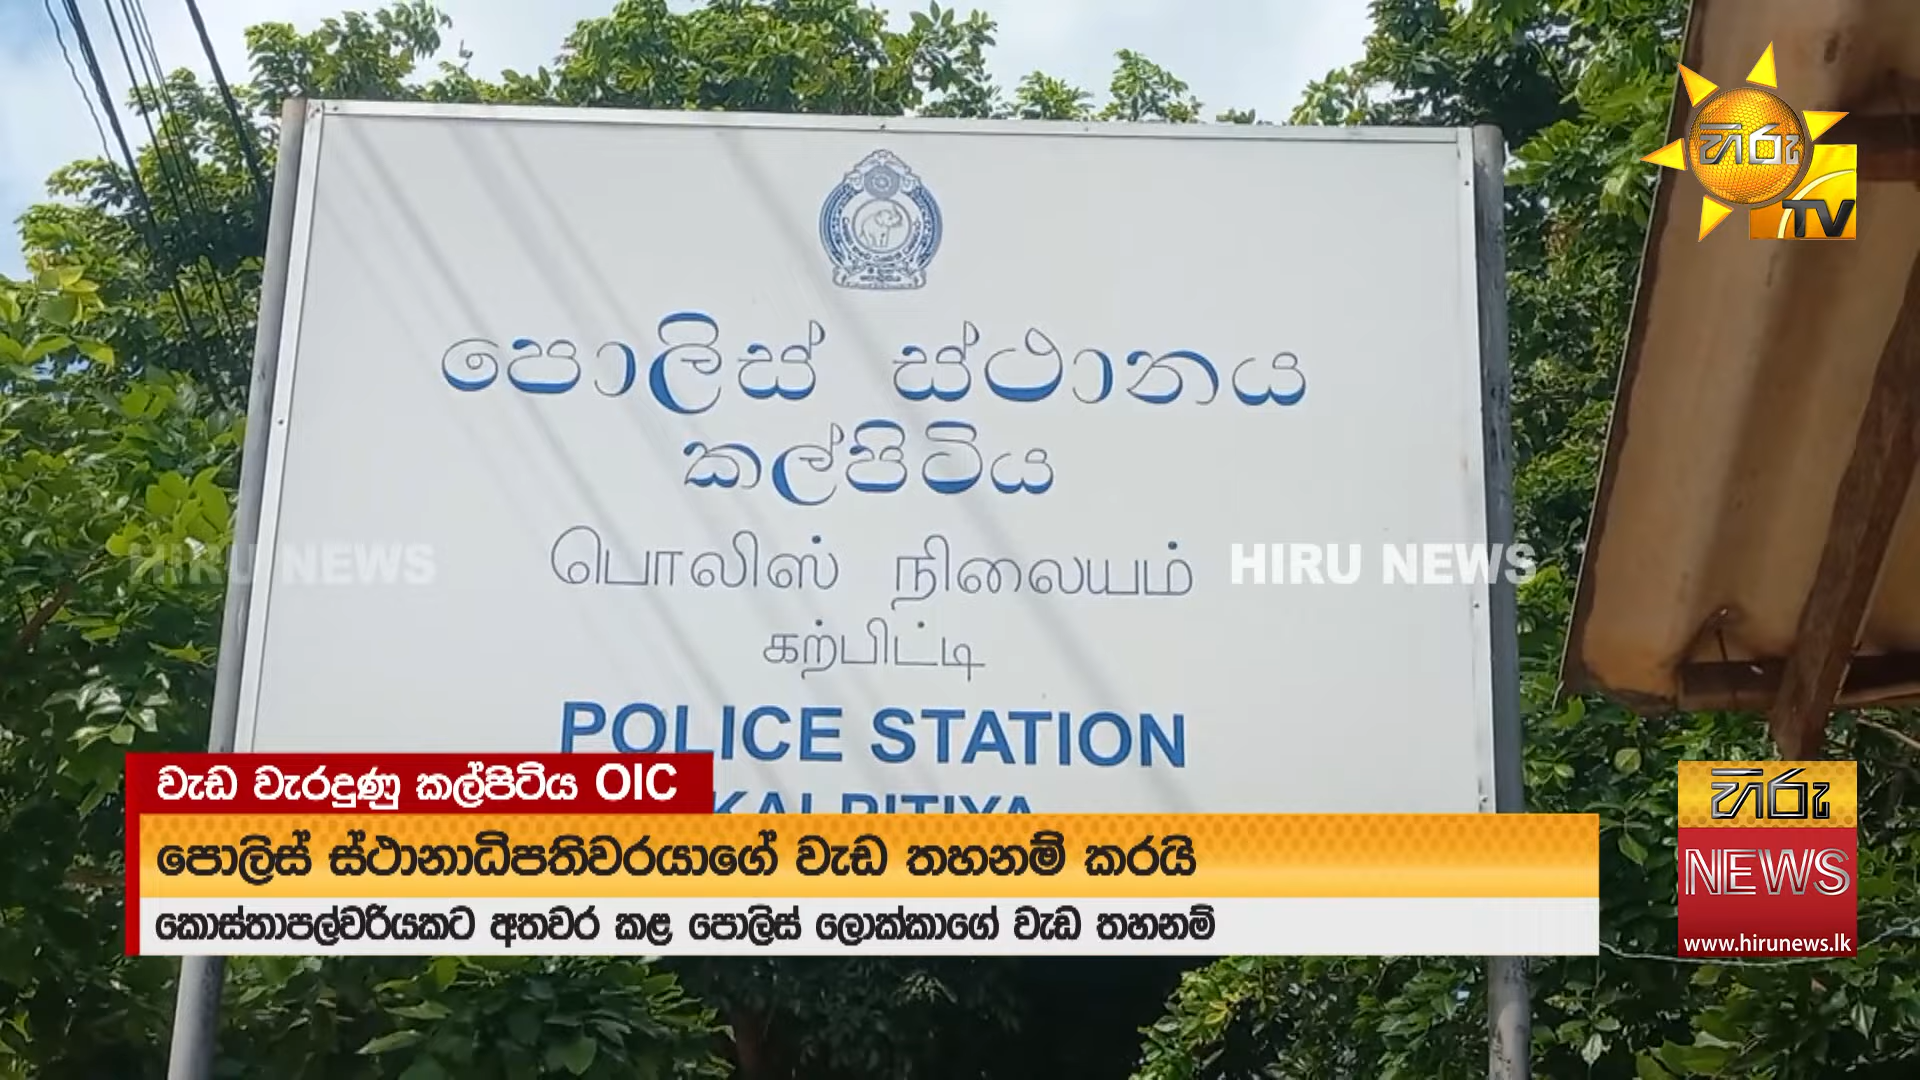 හිරු
TV
පොලිස් ස්ථානය
කල්පිටිය
பொலிஸ் நிலையம்
கற்பிட்டி
HIRU NEWS
HIRU NEWS
POLICE STATION
KALPITIYA
වැඩ වැරදුණු කල්පිටිය OIC
පොලිස් ස්ථානාධිපතිවරයාගේ වැඩ තහනම් කරයි
කොස්තාපල්වරියකට අතවර කළ පොලිස් ලොක්කාගේ වැඩ තහනම්
හිරු
NEWS
www.hirunews.lk